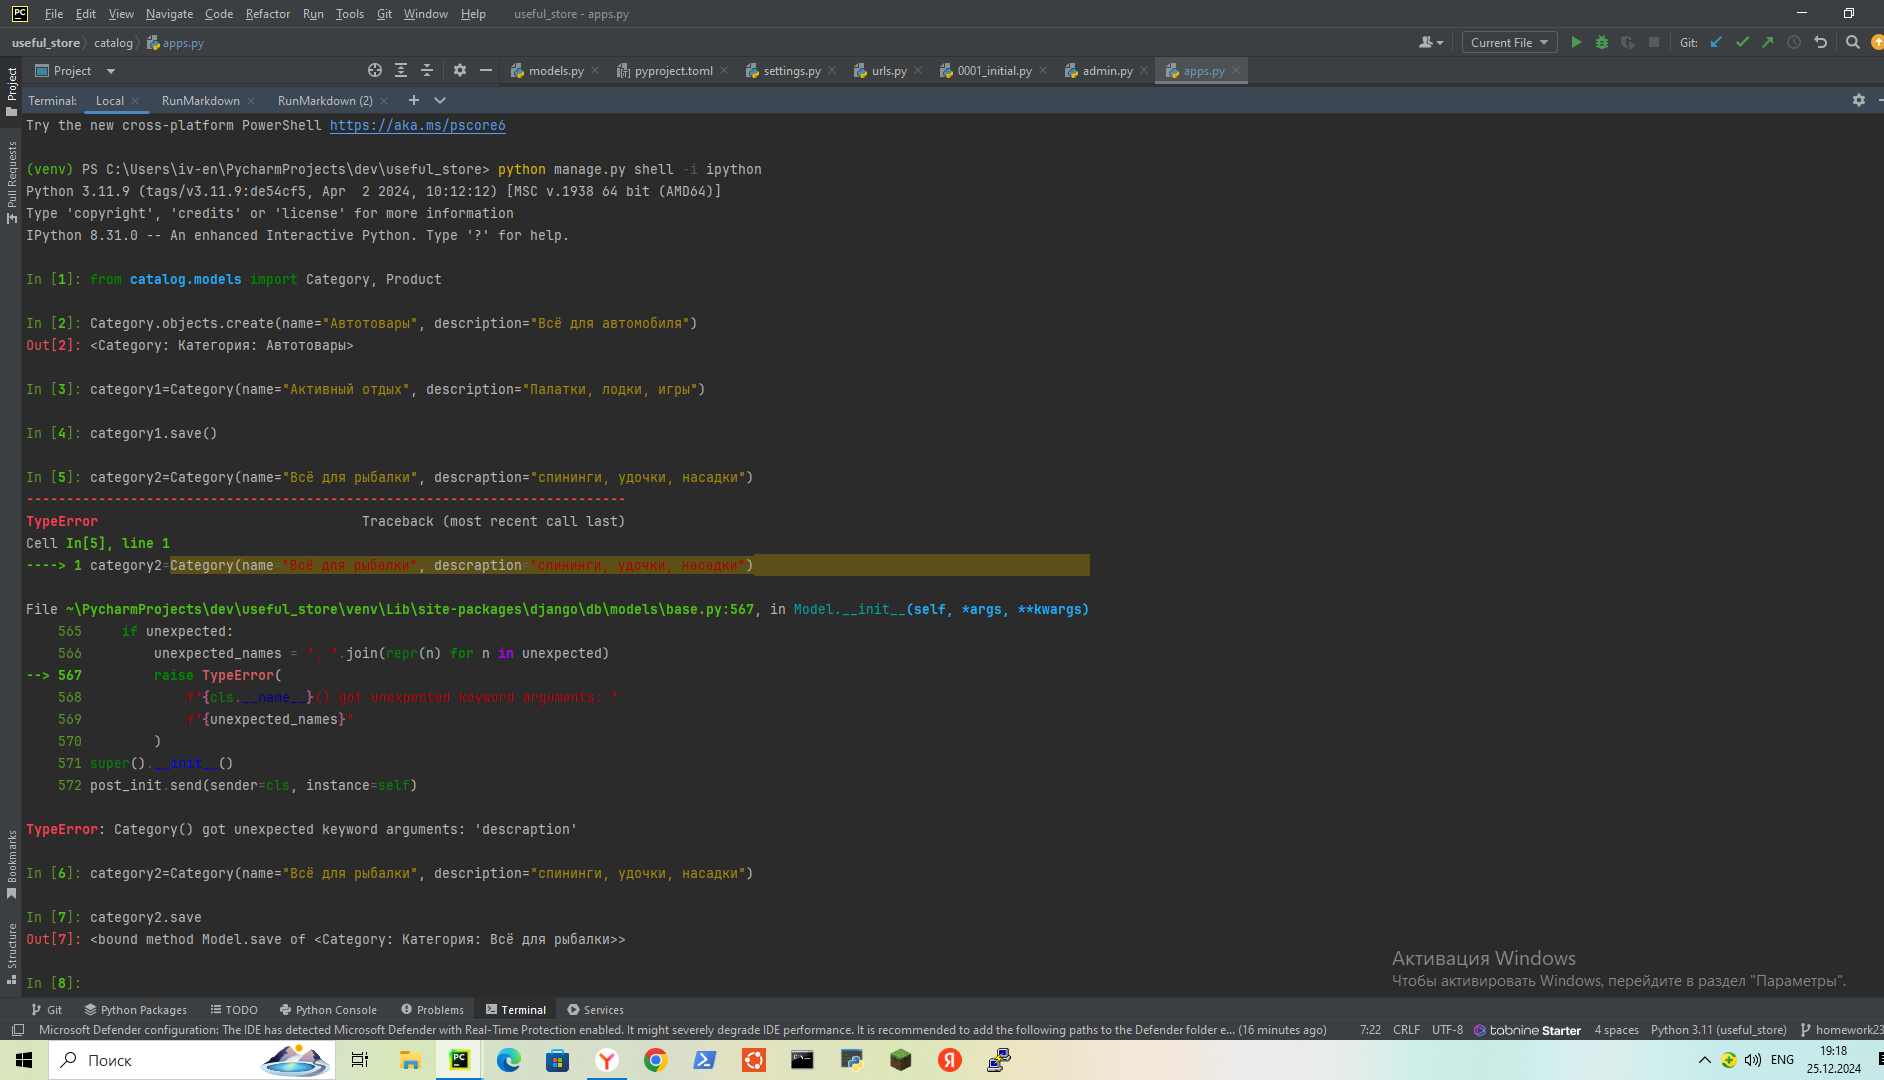 File Edit View Navigate Code Refactor Run Tools Git Window Help useful_store - apps.py
useful_store catalog apps.py Current File Git:
Project models.py pyproject.toml settings.py urls.py 0001_initial.py admin.py apps.py
Terminal: Local RunMarkdown RunMarkdown (2)
Try the new cross-platform PowerShell https://aka.ms/pscore6
(venv) PS C:\Users\iv-en\PycharmProjects\dev\useful_store> python manage.py shell -i ipython
Python 3.11.9 (tags/v3.11.9:de54cf5, Apr  2 2024, 10:12:12) [MSC v.1938 64 bit (AMD64)]
Type 'copyright', 'credits' or 'license' for more information
IPython 8.31.0 -- An enhanced Interactive Python. Type '?' for help.
In [1]: from catalog.models import Category, Product
In [2]: Category.objects.create(name="Автотовары", description="Всё для автомобиля")
Out[2]: <Category: Категория: Автотовары>
In [3]: category1=Category(name="Активный отдых", description="Палатки, лодки, игры")
In [4]: category1.save()
In [5]: category2=Category(name="Всё для рыбалки", descraption="спининги, удочки, насадки")
---------------------------------------------------------------------------
TypeError Traceback (most recent call last)
Cell In[5], line 1
----> 1 category2=Category(name="Всё для рыбалки", descraption="спининги, удочки, насадки")
File ~\PycharmProjects\dev\useful_store\venv\Lib\site-packages\django\db\models\base.py:567, in Model.__init__(self, *args, **kwargs)
565 if unexpected:
566 unexpected_names = ", ".join(repr(n) for n in unexpected)
--> 567 raise TypeError(
568 f"{cls.__name__}() got unexpected keyword arguments: "
569 f"{unexpected_names}"
570 )
571 super().__init__()
572 post_init.send(sender=cls, instance=self)
TypeError: Category() got unexpected keyword arguments: 'descraption'
In [6]: category2=Category(name="Всё для рыбалки", description="спининги, удочки, насадки")
In [7]: category2.save
Out[7]: <bound method Model.save of <Category: Категория: Всё для рыбалки>>
In [8]:
Project
Pull Requests
Bookmarks
Structure
Активация Windows
Чтобы активировать Windows, перейдите в раздел "Параметры".
Git Python Packages TODO Python Console Problems Terminal Services
Microsoft Defender configuration: The IDE has detected Microsoft Defender with Real-Time Protection enabled. It might severely degrade IDE performance. It is recommended to add the following paths to the Defender folder e... (16 minutes ago) 7:22 CRLF UTF-8 tabnine Starter 4 spaces Python 3.11 (useful_store) homework23
Поиск ENG 19:18
25.12.2024